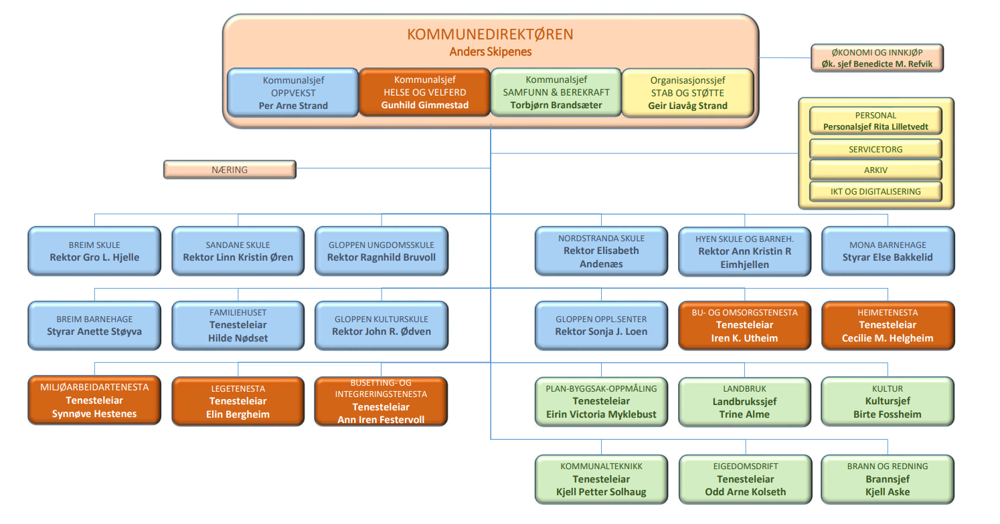 KOMMUNEDIREKTØREN
Anders Skipenes
Kommunalsjef
OPPVEKST
Per Arne Strand
Kommunalsjef
HELSE OG VELFERD
Gunhild Gimmestad
Kommunalsjef
SAMFUNN & BEREKRAFT
Torbjørn Brandsæter
Organisasjonssjef
STAB OG STØTTE
Geir Liavåg Strand
ØKONOMI OG INNKJØP
Øk. sjef Benedicte M. Refvik
PERSONAL
Personalsjef Rita Lilletvedt
SERVICETORG
ARKIV
IKT OG DIGITALISERING
NÆRING
BREIM SKULE
Rektor Gro L. Hjelle
SANDANE SKULE
Rektor Linn Kristin Øren
GLOPPEN UNGDOMSSKULE
Rektor Ragnhild Bruvoll
NORDSTRANDA SKULE
Rektor Elisabeth
Andenæs
HYEN SKULE OG BARNEH.
Rektor Ann Kristin R
Eimhjellen
MONA BARNEHAGE
Styrar Else Bakkelid
BREIM BARNEHAGE
Styrar Anette Støyva
FAMILIEHUSET
Tenesteleiar
Hilde Nødset
GLOPPEN KULTURSKULE
Rektor John R. Ødven
GLOPPEN OPPL.SENTER
Rektor Sonja J. Loen
BU- OG OMSORGSTENESTA
Tenesteleiar
Iren K. Utheim
HEIMETENESTA
Tenesteleiar
Cecilie M. Helgheim
MILJØARBEIDARTENESTA
Tenesteleiar
Synnøve Hestenes
LEGETENESTA
Tenesteleiar
Elin Bergheim
BUSETTING- OG
INTEGRERINGSTENESTA
Tenesteleiar
Ann Iren Festervoll
PLAN-BYGGSAK-OPPMÅLING
Tenesteleiar
Eirin Victoria Myklebust
LANDBRUK
Landbrukssjef
Trine Alme
KULTUR
Kultursjef
Birte Fossheim
KOMMUNALTEKNIKK
Tenesteleiar
Kjell Petter Solhaug
EIGEDOMSDRIFT
Tenesteleiar
Odd Arne Kolseth
BRANN OG REDNING
Brannsjef
Kjell Aske